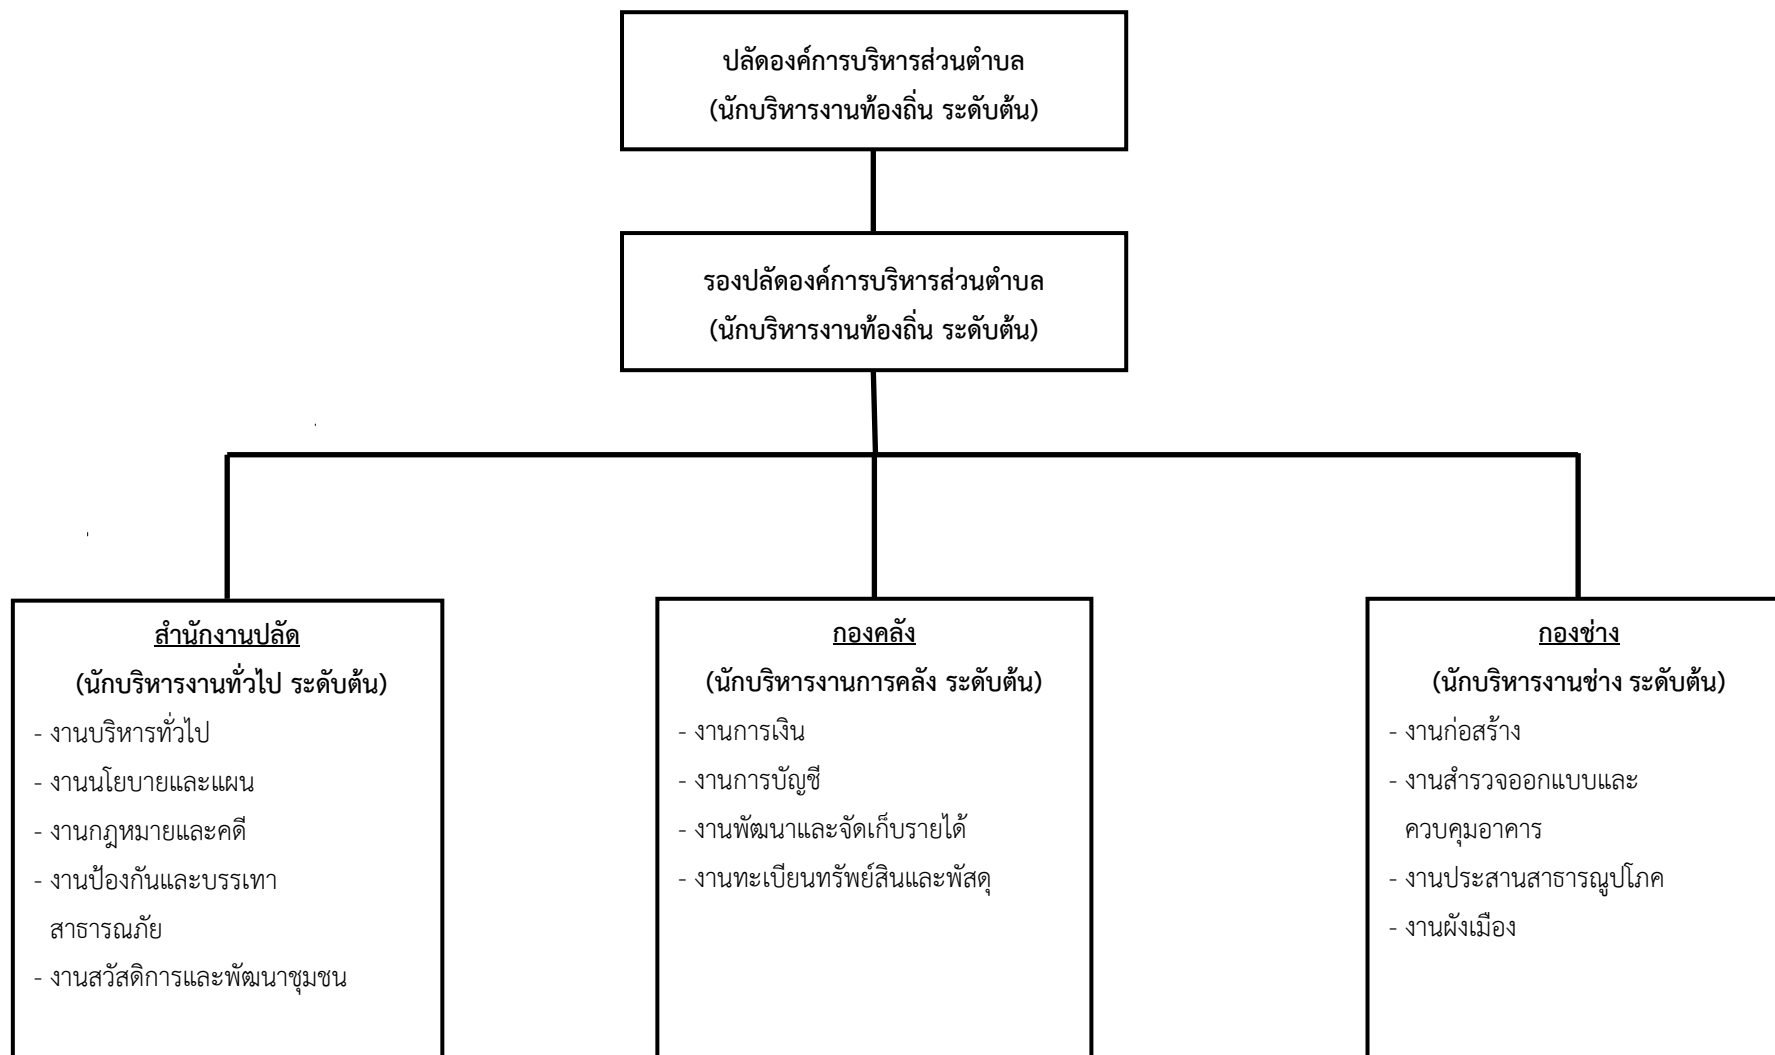 ปลัดองค์การบริหารส่วนตำบล
(นักบริหารงานท้องถิ่น ระดับต้น)
รองปลัดองค์การบริหารส่วนตำบล
(นักบริหารงานท้องถิ่น ระดับต้น)
สำนักงานปลัด
(นักบริหารงานทั่วไป ระดับต้น)
- งานบริหารทั่วไป
- งานนโยบายและแผน
- งานกฎหมายและคดี
- งานป้องกันและบรรเทา
สาธารณภัย
- งานสวัสดิการและพัฒนาชุมชน
กองคลัง
(นักบริหารงานการคลัง ระดับต้น)
- งานการเงิน
- งานการบัญชี
- งานพัฒนาและจัดเก็บรายได้
- งานทะเบียนทรัพย์สินและพัสดุ
กองช่าง
(นักบริหารงานช่าง ระดับต้น)
- งานก่อสร้าง
- งานสำรวจออกแบบและ
ควบคุมอาคาร
- งานประสานสาธารณูปโภค
- งานผังเมือง